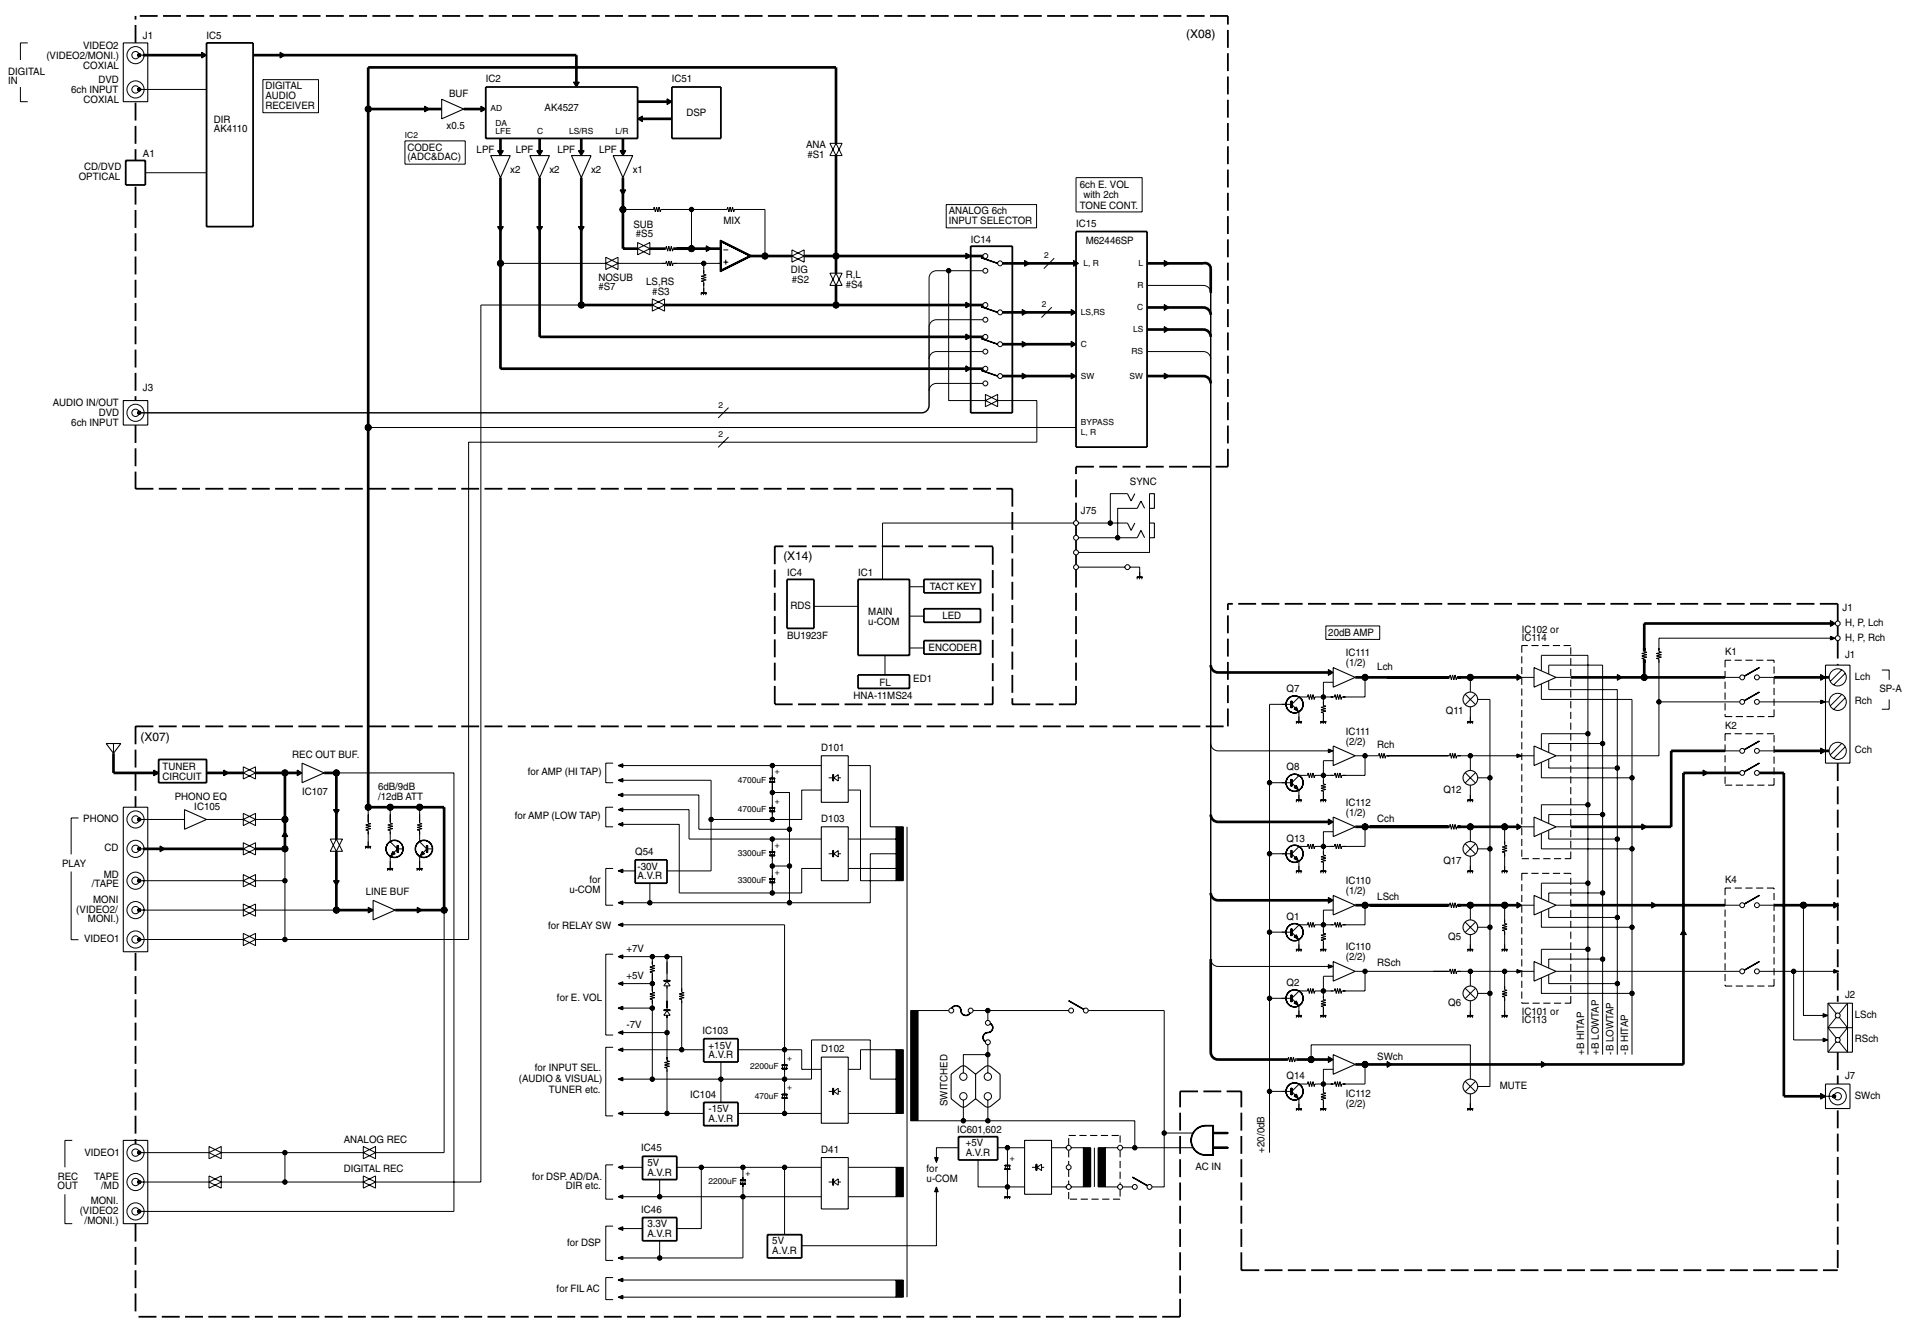 (X08)
DIGITAL
IN
VIDEO2
(VIDEO2/MONI.)
COXIAL
J1
DVD
6ch INPUT
COXIAL
IC5
DIR
AK4110
DIGITAL
AUDIO
RECEIVER
A1
CD/DVD
OPTICAL
BUF
x0.5
IC2
AD
AK4527
DA
LFE
C
LS/RS
L/R
IC51
DSP
IC2
CODEC
(ADC&DAC)
LPF
x2
LPF
x2
LPF
x2
LPF
x1
ANA
#S1
SUB
#S5
MIX
NOSUB
#S7
LS,RS
#S3
DIG
#S2
R,L
#S4
ANALOG 6ch
INPUT SELECTOR
IC14
6ch E. VOL
with 2ch
TONE CONT.
IC15
M62446SP
2
L, R
2
LS,RS
C
SW
BYPASS
L, R
L
R
C
LS
RS
SW
J3
AUDIO IN/OUT
DVD
6ch INPUT
2
2
SYNC
J75
(X14)
IC4
RDS
BU1923F
IC1
MAIN
u-COM
TACT KEY
LED
ENCODER
FL
ED1
HNA-11MS24
(X07)
TUNER
CIRCUIT
REC OUT BUF.
IC107
PHONO EQ
IC105
6dB/9dB
/12dB ATT
LINE BUF
PLAY
PHONO
CD
MD
/TAPE
MONI
(VIDEO2/
MONI.)
VIDEO1
REC
OUT
VIDEO1
TAPE
/MD
MONI.
(VIDEO2
/MONI.)
ANALOG REC
DIGITAL REC
for AMP (HI TAP)
for AMP (LOW TAP)
4700uF
+
4700uF
+
3300uF
+
3300uF
+
D101
D103
Q54
-30V
A.V.R
for
u-COM
for RELAY SW
+7V
+5V
for E. VOL
-7V
IC103
+15V
A.V.R
for INPUT SEL.
(AUDIO & VISUAL)
TUNER etc.
IC104
-15V
A.V.R
2200uF
+
470uF
+
D102
IC45
5V
A.V.R
for DSP. AD/DA.
DIR etc.
2200uF
+
D41
IC46
3.3V
A.V.R
for DSP
5V
A.V.R
for FIL AC
SWITCHED
IC601,602
+5V
A.V.R
+
for
u-COM
AC IN
20dB AMP
IC111
(1/2)
Lch
Q7
Q11
IC111
(2/2)
Rch
Q8
Q12
IC112
(1/2)
Cch
Q13
Q17
IC110
(1/2)
LSch
Q1
Q5
IC110
(2/2)
RSch
Q2
Q6
SWch
Q14
IC112
(2/2)
MUTE
+20/0dB
IC102 or
IC114
IC101 or
IC113
+B HITAP
+B LOWTAP
-B LOWTAP
-B HITAP
K1
K2
K4
J1
H, P, Lch
H, P, Rch
J1
Lch
Rch
SP-A
Cch
J2
LSch
RSch
J7
SWch